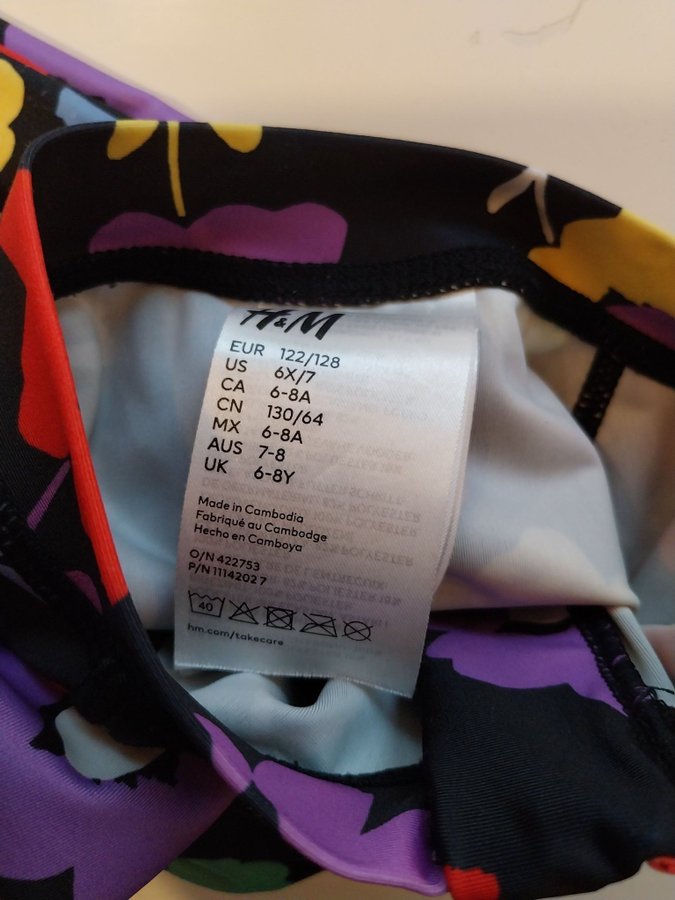 H&M
EUR 122/128
US 6X/7
CA 6-8A
CN 130/64
MX 6-8A
AUS 7-8
UK 6-8Y
Made in Cambodia
Fabriqué au Cambodge
Hecho en Camboya
O/N 422753
P/N 11142027
40
hm.com/takecare